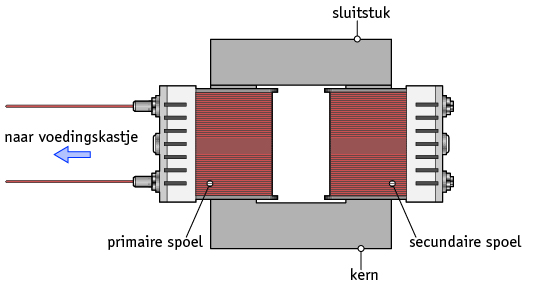 sluitstuk
naar voedingskastje
primaire spoel
secundaire spoel
kern